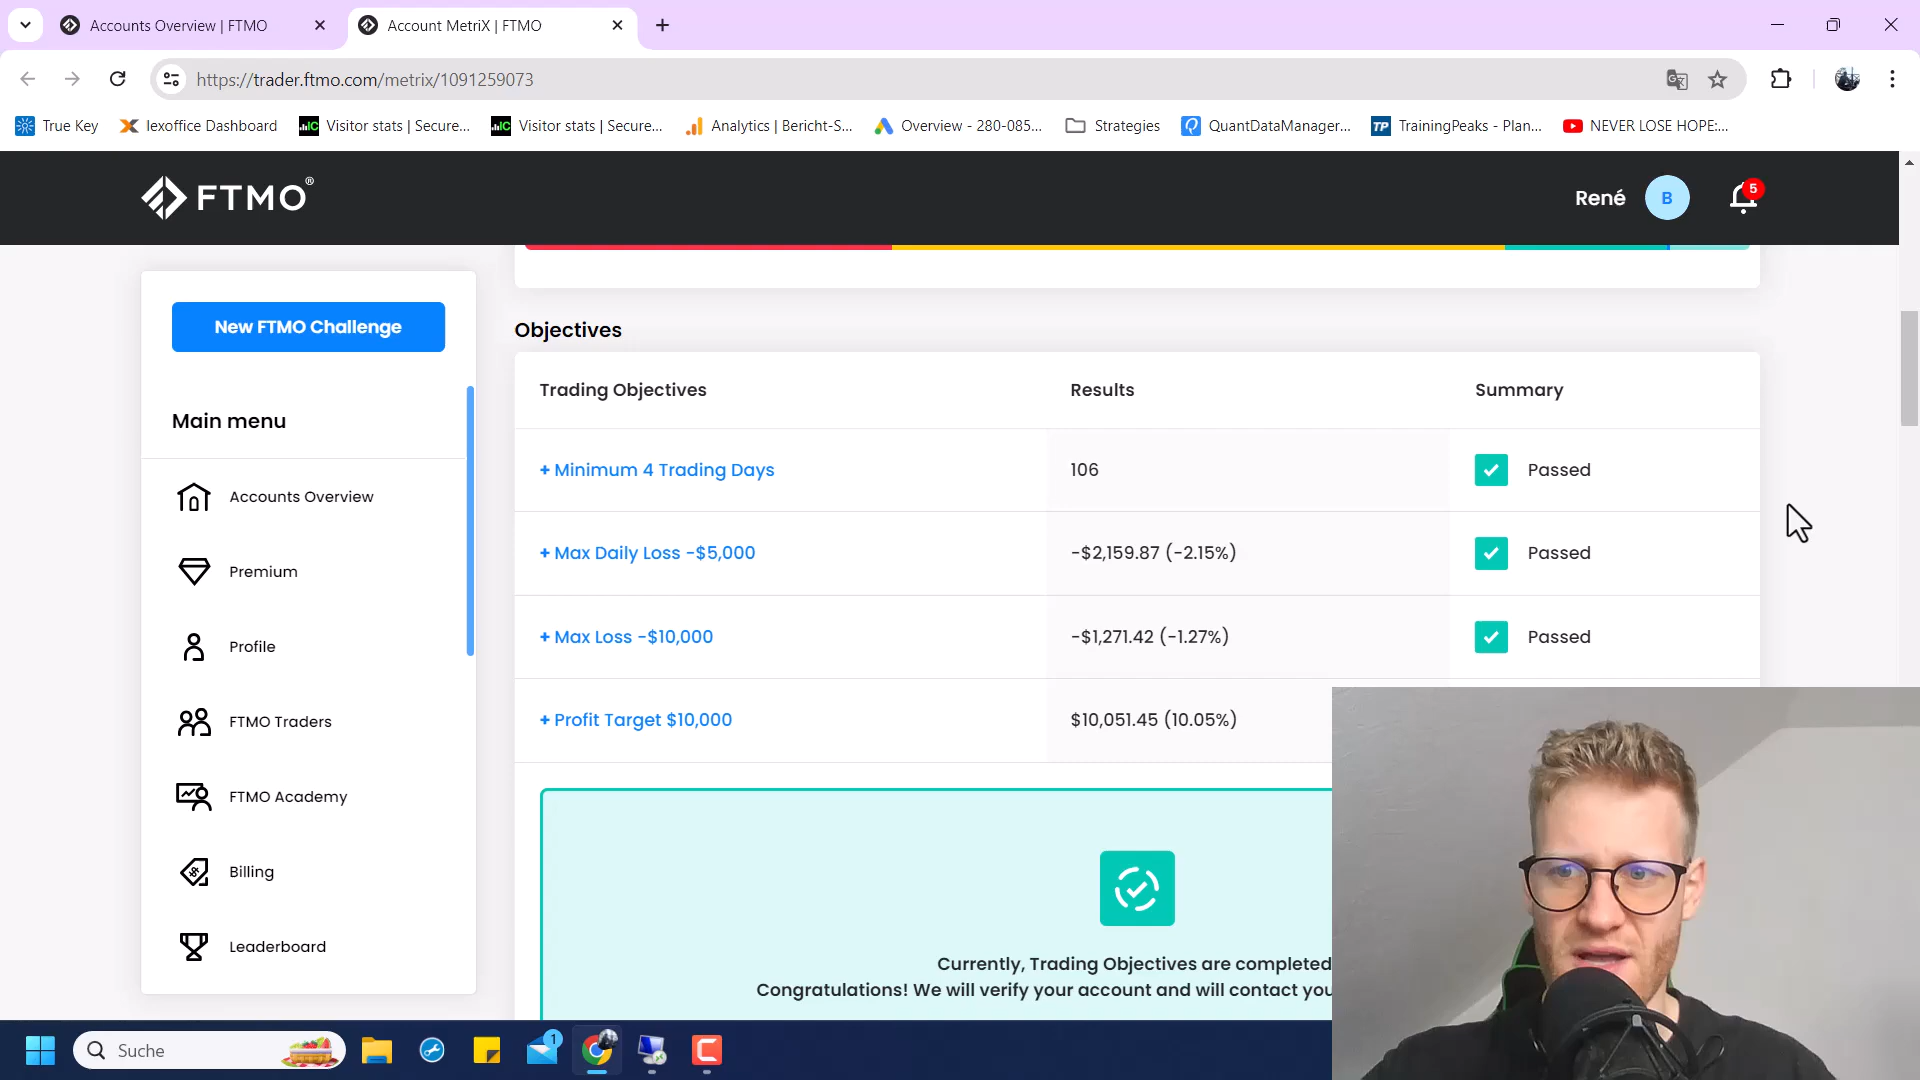 Accounts Overview | FTMO
Account MetriX | FTMO
https://trader.ftmo.com/metrix/1091259073
True Key
lexoffice Dashboard
Visitor stats | Secure...
Visitor stats | Secure...
Analytics | Bericht-S...
Overview - 280-085...
Strategies
QuantDataManager...
TrainingPeaks - Plan...
NEVER LOSE HOPE:...
FTMO®
René
B
5
New FTMO Challenge
Main menu
Accounts Overview
Premium
Profile
FTMO Traders
FTMO Academy
Billing
Leaderboard
Objectives
Trading Objectives Results Summary
+ Minimum 4 Trading Days 106 Passed
+ Max Daily Loss -$5,000 -$2,159.87 (-2.15%) Passed
+ Max Loss -$10,000 -$1,271.42 (-1.27%) Passed
+ Profit Target $10,000 $10,051.45 (10.05%)
Currently, Trading Objectives are completed
Congratulations! We will verify your account and will contact you
Suche
1